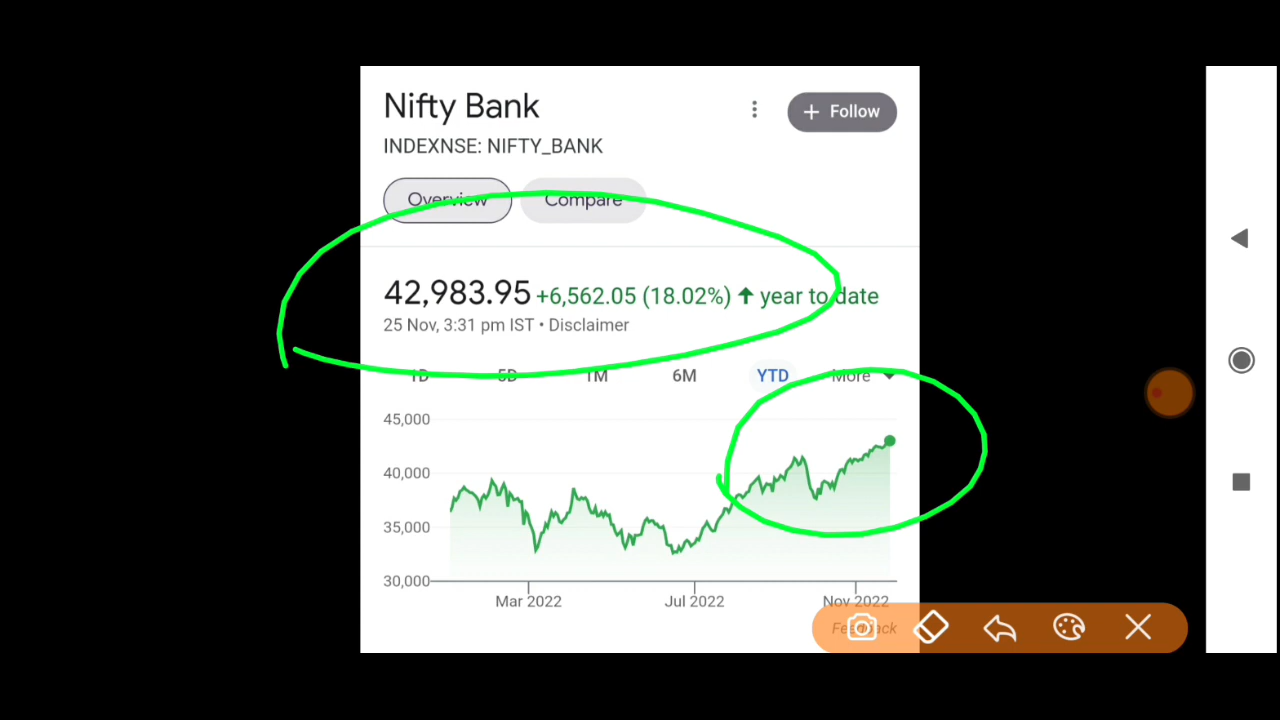 Nifty Bank
+ Follow
INDEXNSE: NIFTY_BANK
Overview
Compare
42,983.95 +6,562.05 (18.02%) ↑ year to date
25 Nov, 3:31 pm IST • Disclaimer
1D 5D 1M 6M YTD More
45,000
40,000
35,000
30,000
Mar 2022 Jul 2022 Nov 2022
Feedback